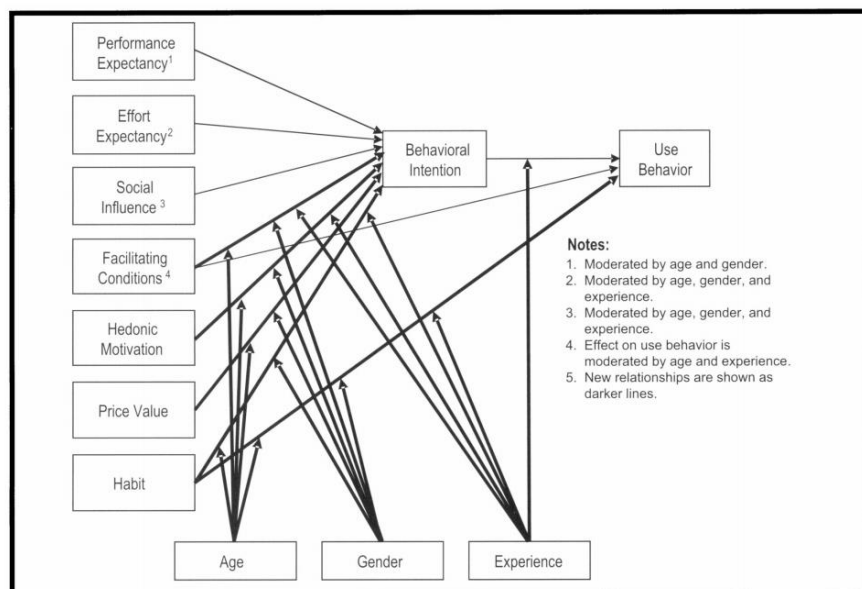 Performance
Expectancy¹
Effort
Expectancy²
Social
Influence ³
Facilitating
Conditions ⁴
Hedonic
Motivation
Price Value
Habit
Behavioral
Intention
Use
Behavior
Notes:
1. Moderated by age and gender.
2. Moderated by age, gender, and
experience.
3. Moderated by age, gender, and
experience.
4. Effect on use behavior is
moderated by age and experience.
5. New relationships are shown as
darker lines.
Age
Gender
Experience